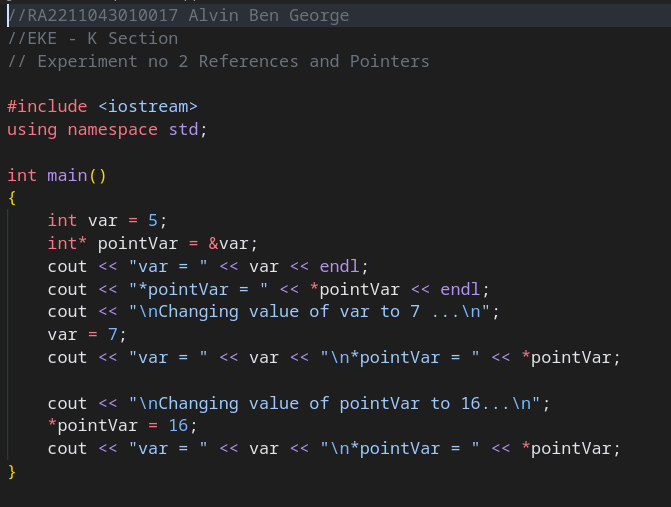 //RA2211043010017 Alvin Ben George
//EKE - K Section
// Experiment no 2 References and Pointers

#include <iostream>
using namespace std;

int main()
{
    int var = 5;
    int* pointVar = &var;
    cout << "var = " << var << endl;
    cout << "*pointVar = " << *pointVar << endl;
    cout << "\nChanging value of var to 7 ...\n";
    var = 7;
    cout << "var = " << var << "\n*pointVar = " << *pointVar;

    cout << "\nChanging value of pointVar to 16...\n";
    *pointVar = 16;
    cout << "var = " << var << "\n*pointVar = " << *pointVar;
}